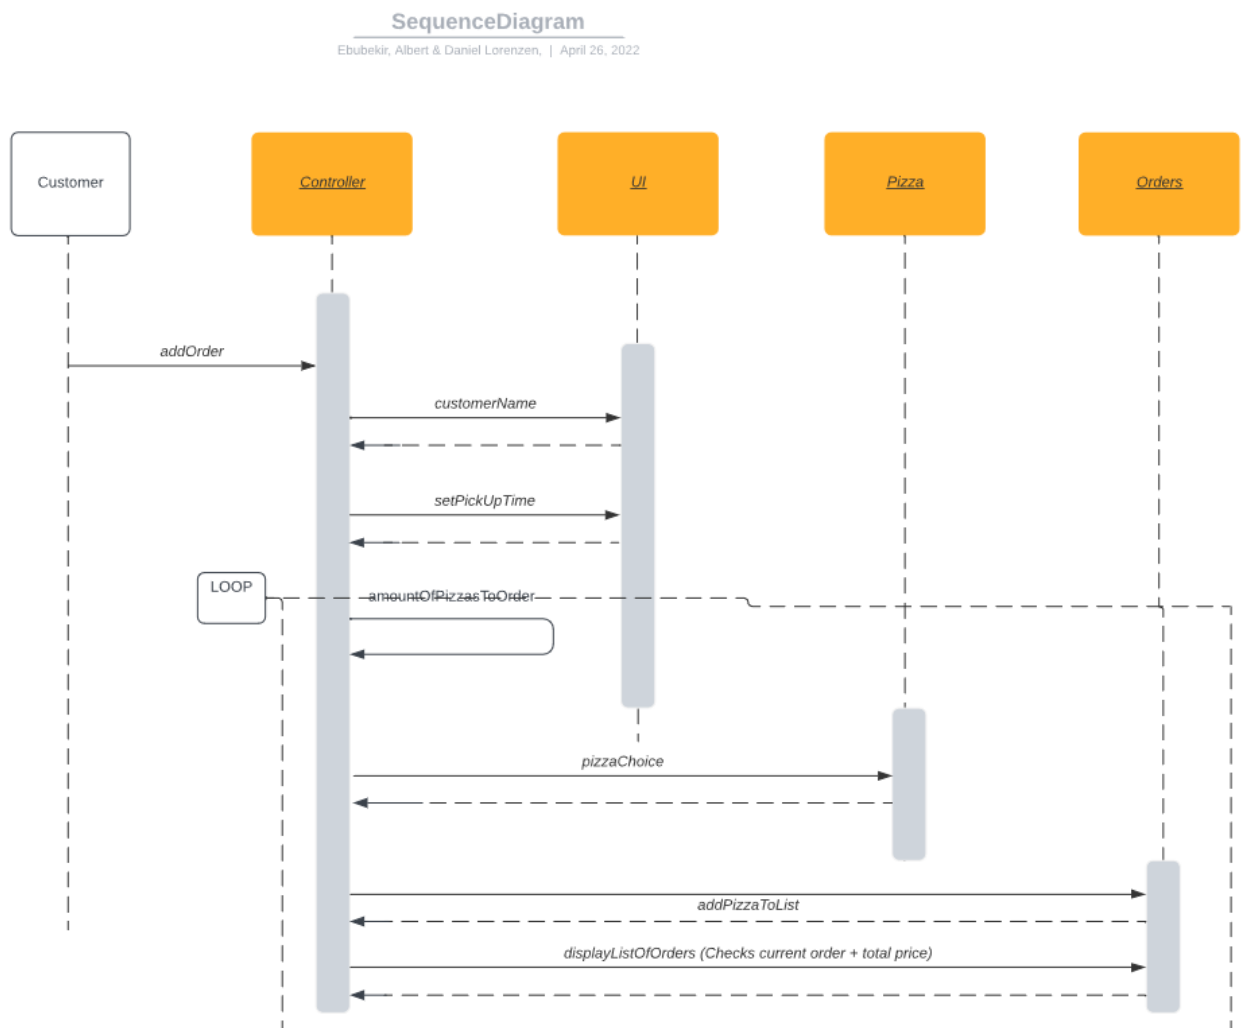 SequenceDiagram
Ebubekir, Albert & Daniel Lorenzen, | April 26, 2022
Customer
Controller
UI
Pizza
Orders
addOrder
customerName
setPickUpTime
LOOP
amountOfPizzasToOrder
pizzaChoice
addPizzaToList
displayListOfOrders (Checks current order + total price)